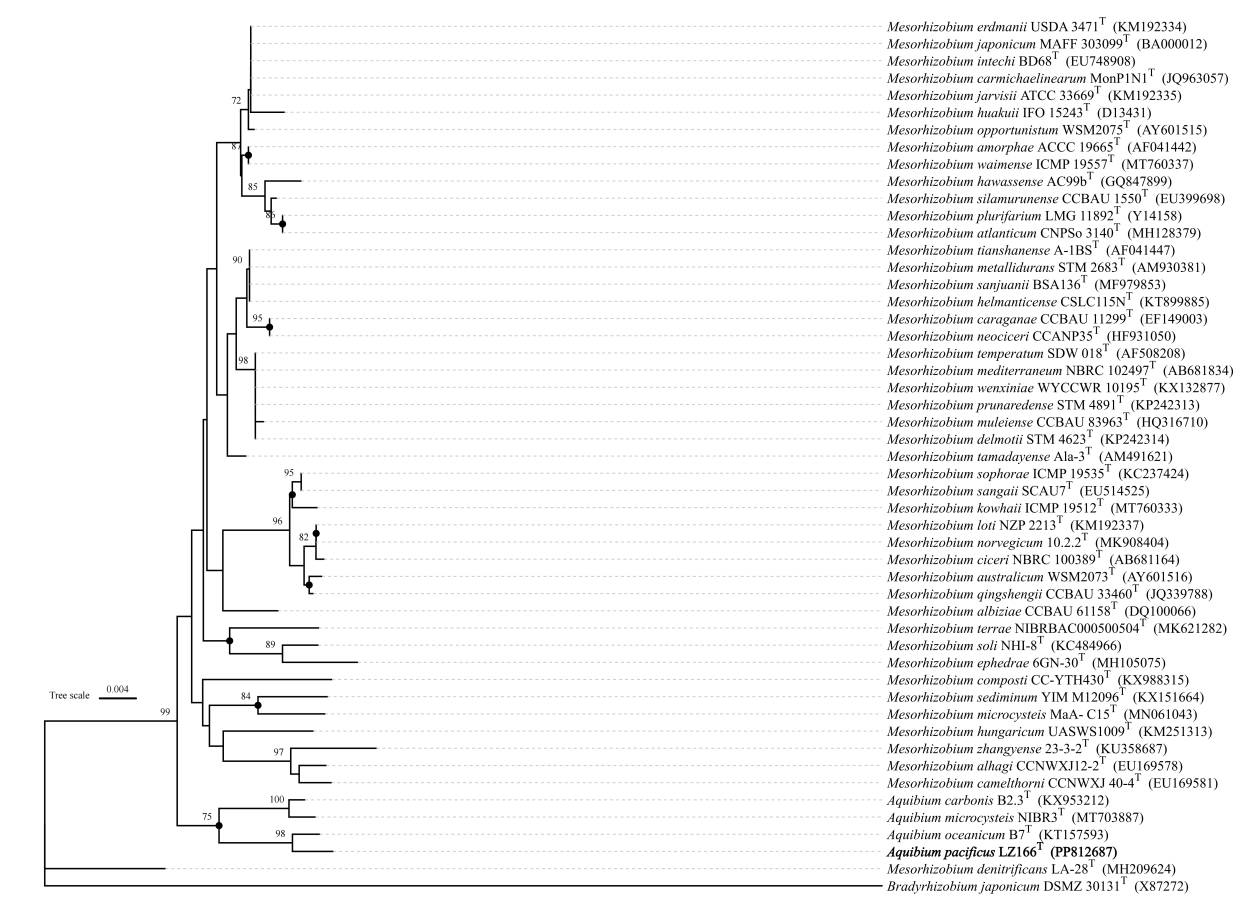 Mesorhizobium erdmanii USDA 3471T (KM192334)
Mesorhizobium japonicum MAFF 303099T (BA000012)
Mesorhizobium intechi BD68T (EU748908)
Mesorhizobium carmichaelinearum MonP1N1T (JQ963057)
72
Mesorhizobium jarvisii ATCC 33669T (KM192335)
Mesorhizobium huakuii IFO 15243T (D13431)
Mesorhizobium opportunistum WSM2075T (AY601515)
87
Mesorhizobium amorphae ACCC 19665T (AF041442)
Mesorhizobium waimense ICMP 19557T (MT760337)
85
Mesorhizobium hawassense AC99bT (GQ847899)
Mesorhizobium silamurunense CCBAU 1550T (EU399698)
Mesorhizobium plurifarium LMG 11892T (Y14158)
Mesorhizobium atlanticum CNPSo 3140T (MH128379)
Mesorhizobium tianshanense A-1BST (AF041447)
90
Mesorhizobium metallidurans STM 2683T (AM930381)
Mesorhizobium sanjuanii BSA136T (MF979853)
Mesorhizobium helmanticense CSLC115NT (KT899885)
95
Mesorhizobium caraganae CCBAU 11299T (EF149003)
Mesorhizobium neociceri CCANP35T (HF931050)
Mesorhizobium temperatum SDW 018T (AF508208)
98
Mesorhizobium mediterraneum NBRC 102497T (AB681834)
Mesorhizobium wenxiniae WYCCWR 10195T (KX132877)
Mesorhizobium prunaredense STM 4891T (KP242313)
Mesorhizobium muleiense CCBAU 83963T (HQ316710)
Mesorhizobium delmotii STM 4623T (KP242314)
Mesorhizobium tamadayense Ala-3T (AM491621)
95
Mesorhizobium sophorae ICMP 19535T (KC237424)
Mesorhizobium sangaii SCAU7T (EU514525)
Mesorhizobium kowhaii ICMP 19512T (MT760333)
96
Mesorhizobium loti NZP 2213T (KM192337)
82
Mesorhizobium norvegicum 10.2.2T (MK908404)
Mesorhizobium ciceri NBRC 100389T (AB681164)
Mesorhizobium australicum WSM2073T (AY601516)
Mesorhizobium qingshengii CCBAU 33460T (JQ339788)
Mesorhizobium albiziae CCBAU 61158T (DQ100066)
Mesorhizobium terrae NIBRBAC000500504T (MK621282)
89
Mesorhizobium soli NHI-8T (KC484966)
Mesorhizobium ephedrae 6GN-30T (MH105075)
Mesorhizobium composti CC-YTH430T (KX988315)
Tree scale 0.004
84
Mesorhizobium sediminum YIM M12096T (KX151664)
99
Mesorhizobium microcysteis MaA- C15T (MN061043)
Mesorhizobium hungaricum UASWS1009T (KM251313)
97
Mesorhizobium zhangyense 23-3-2T (KU358687)
Mesorhizobium alhagi CCNWXJ12-2T (EU169578)
Mesorhizobium camelthorni CCNWXJ 40-4T (EU169581)
100
Aquibium carbonis B2.3T (KX953212)
75
Aquibium microcysteis NIBR3T (MT703887)
98
Aquibium oceanicum B7T (KT157593)
Aquibium pacificus LZ166T (PP812687)
Mesorhizobium denitrificans LA-28T (MH209624)
Bradyrhizobium japonicum DSMZ 30131T (X87272)